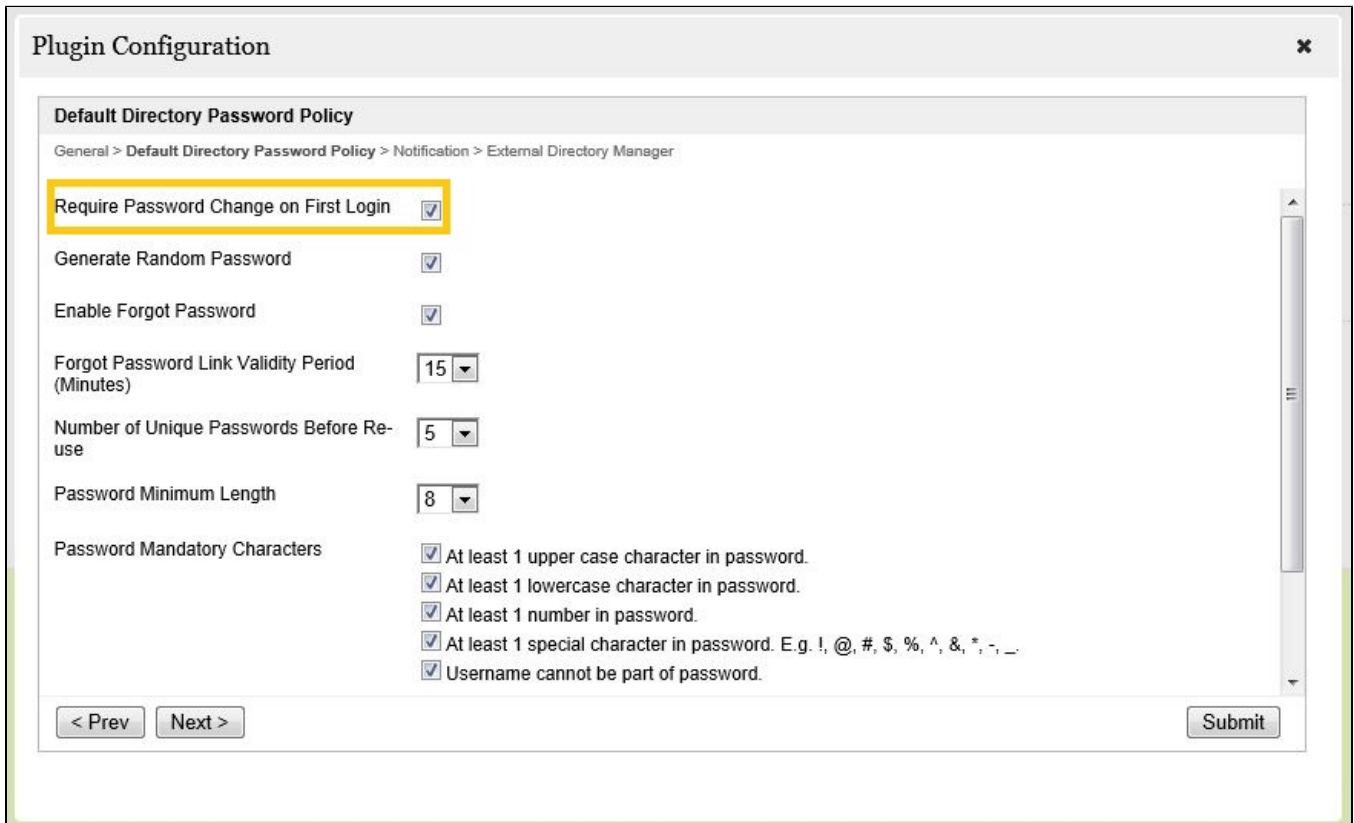 Plugin Configuration
Default Directory Password Policy
General > Default Directory Password Policy > Notification > External Directory Manager
Require Password Change on First Login
Generate Random Password
Enable Forgot Password
Forgot Password Link Validity Period
(Minutes)
15
Number of Unique Passwords Before Re-
use
5
Password Minimum Length
8
Password Mandatory Characters
At least 1 upper case character in password.
At least 1 lowercase character in password.
At least 1 number in password.
At least 1 special character in password. E.g. !, @, #, $, %, ^, &, *, -, _.
Username cannot be part of password.
< Prev
Next >
Submit